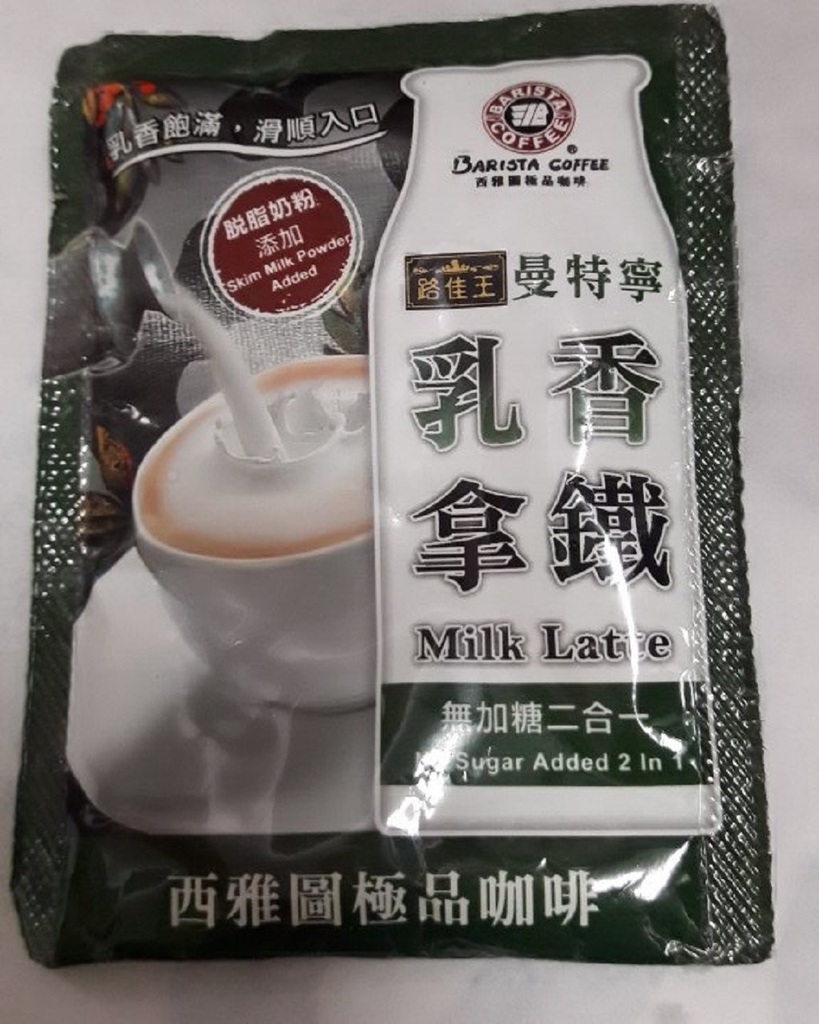 乳香飽滿，滑順入口
脫脂奶粉
添加
Skim Milk Powder
Added
BARISTA
COFFEE
BARISTA COFFEE
西雅圖極品咖啡
路佳王
曼特寧
乳香
拿鐵
Milk Latte
無加糖二合一
No Sugar Added 2 In 1
西雅圖極品咖啡